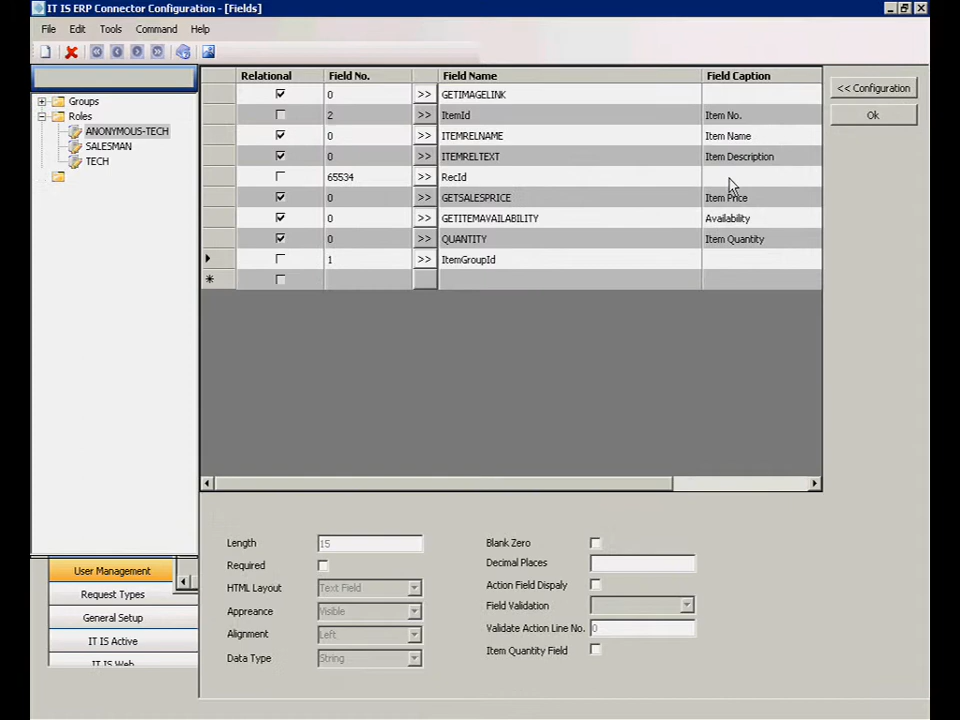 IT IS ERP Connector Configuration - [Fields]
File Edit Tools Command Help
Groups
Roles
ANONYMOUS-TECH
SALESMAN
TECH
Relational Field No. Field Name Field Caption
0 >> GETIMAGELINK
2 >> ItemId Item No.
0 >> ITEMRELNAME Item Name
0 >> ITEMRELTEXT Item Description
65534 >> RecId
0 >> GETSALESPRICE Item Price
0 >> GETITEMAVAILABILITY Availability
0 >> QUANTITY Item Quantity
1 >> ItemGroupId
<< Configuration
Ok
User Management
Request Types
General Setup
IT IS Active
IT IS Web
Length 15
Required
HTML Layout Text Field
Appreance Visible
Alignment Left
Data Type String
Blank Zero
Decimal Places
Action Field Dispaly
Field Validation
Validate Action Line No. 0
Item Quantity Field